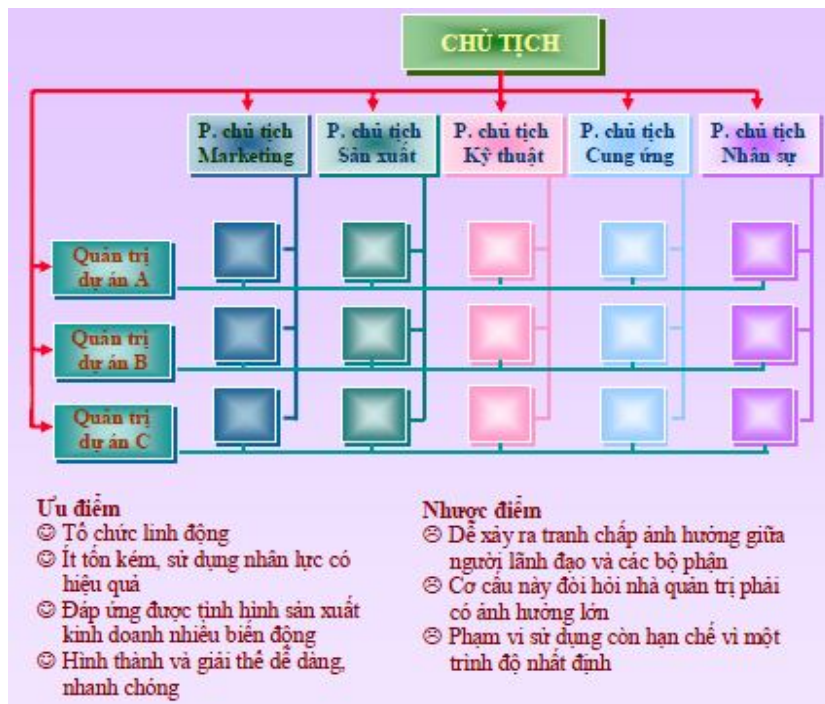 CHỦ TỊCH
P. chủ tịch
Marketing
P. chủ tịch
Sản xuất
P. chủ tịch
Kỹ thuật
P. chủ tịch
Cung ứng
P. chủ tịch
Nhân sự
Quản trị
dự án A
Quản trị
dự án B
Quản trị
dự án C
Ưu điểm
☺ Tổ chức linh động
☺ Ít tốn kém, sử dụng nhân lực có
hiệu quả
☺ Đáp ứng được tình hình sản xuất
kinh doanh nhiều biến động
☺ Hình thành và giải thể dễ dàng,
nhanh chóng
Nhược điểm
☹ Dễ xảy ra tranh chấp ảnh hưởng giữa
người lãnh đạo và các bộ phận
☹ Cơ cấu này đòi hỏi nhà quản trị phải
có ảnh hưởng lớn
☹ Phạm vi sử dụng còn hạn chế vì một
trình độ nhất định